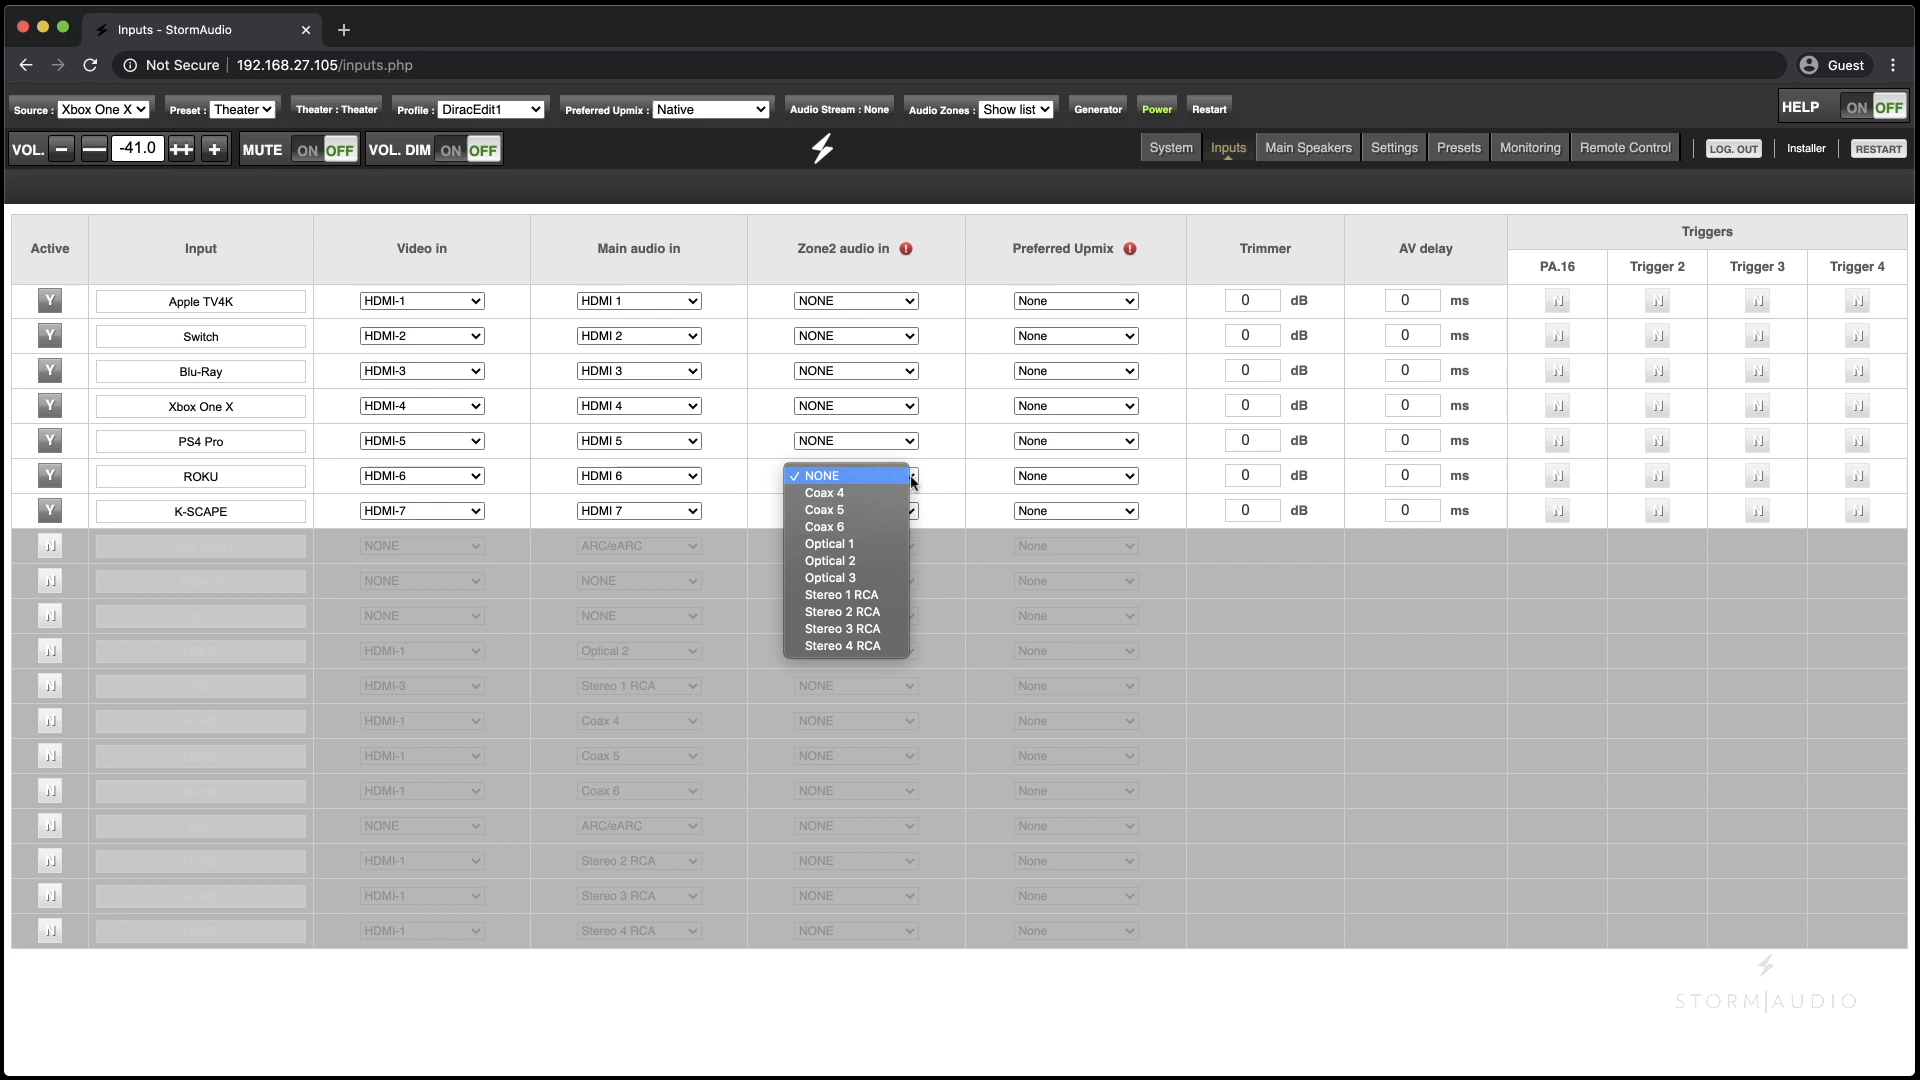 Inputs - StormAudio
Not Secure | 192.168.27.105/inputs.php
Guest
Source : Xbox One X
Preset : Theater
Theater : Theater
Profile : DiracEdit1
Preferred Upmix : Native
Audio Stream : None
Audio Zones : Show list
Generator
Power
Restart
HELP ON OFF
VOL. -41.0
MUTE ON OFF
VOL. DIM ON OFF
System Inputs Main Speakers Settings Presets Monitoring Remote Control
LOG. OUT
Installer
RESTART
Active Input Video in Main audio in Zone2 audio in Preferred Upmix Trimmer AV delay Triggers
PA.16 Trigger 2 Trigger 3 Trigger 4
Y Apple TV4K HDMI-1 HDMI 1 NONE None 0 dB 0 ms N N N N
Y Switch HDMI-2 HDMI 2 NONE None 0 dB 0 ms N N N N
Y Blu-Ray HDMI-3 HDMI 3 NONE None 0 dB 0 ms N N N N
Y Xbox One X HDMI-4 HDMI 4 NONE None 0 dB 0 ms N N N N
Y PS4 Pro HDMI-5 HDMI 5 NONE None 0 dB 0 ms N N N N
Y ROKU HDMI-6 HDMI 6 None 0 dB 0 ms N N N N
Y K-SCAPE HDMI-7 HDMI 7 None 0 dB 0 ms N N N N
✓ NONE
Coax 4
Coax 5
Coax 6
Optical 1
Optical 2
Optical 3
Stereo 1 RCA
Stereo 2 RCA
Stereo 3 RCA
Stereo 4 RCA
N NONE ARC/eARC None
N NONE NONE None
N NONE NONE None
N HDMI-1 Optical 2 None
N HDMI-3 Stereo 1 RCA NONE None
N HDMI-1 Coax 4 NONE None
N HDMI-1 Coax 5 NONE None
N HDMI-1 Coax 6 NONE None
N NONE ARC/eARC NONE None
N HDMI-1 Stereo 2 RCA NONE None
N HDMI-1 Stereo 3 RCA NONE None
N HDMI-1 Stereo 4 RCA NONE None
STORM|AUDIO